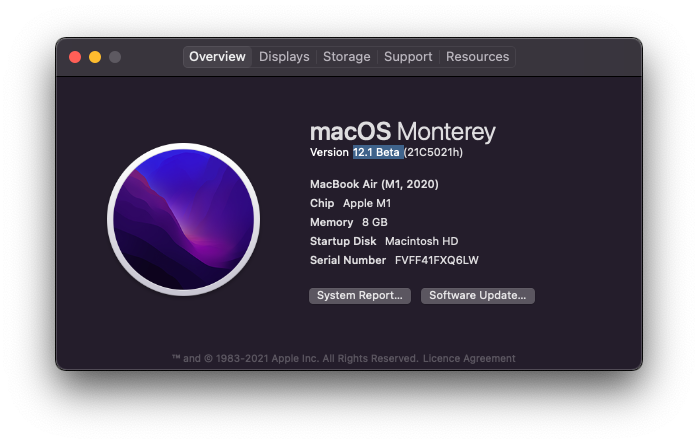 Overview Displays Storage Support Resources
macOS Monterey
Version 12.1 Beta (21C5021h)
MacBook Air (M1, 2020)
Chip Apple M1
Memory 8 GB
Startup Disk Macintosh HD
Serial Number FVFF41FXQ6LW
System Report... Software Update...
™ and © 1983-2021 Apple Inc. All Rights Reserved. Licence Agreement